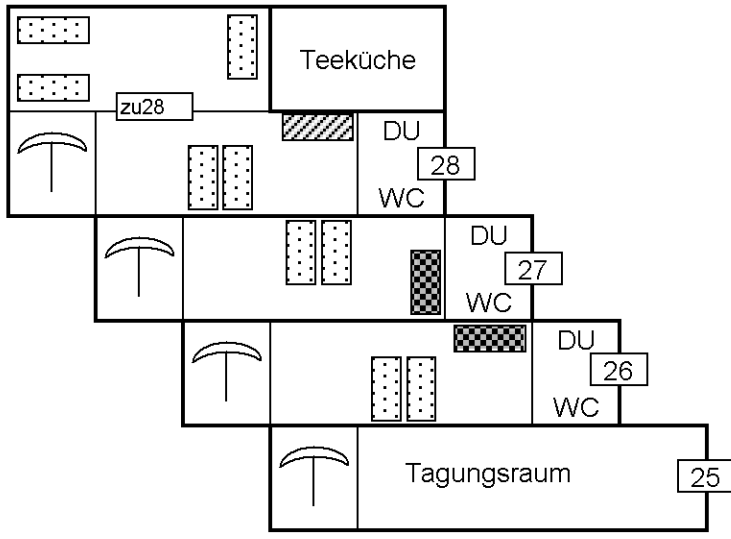 Teeküche
zu28
DU
28
WC
DU
27
WC
DU
26
WC
Tagungsraum
25